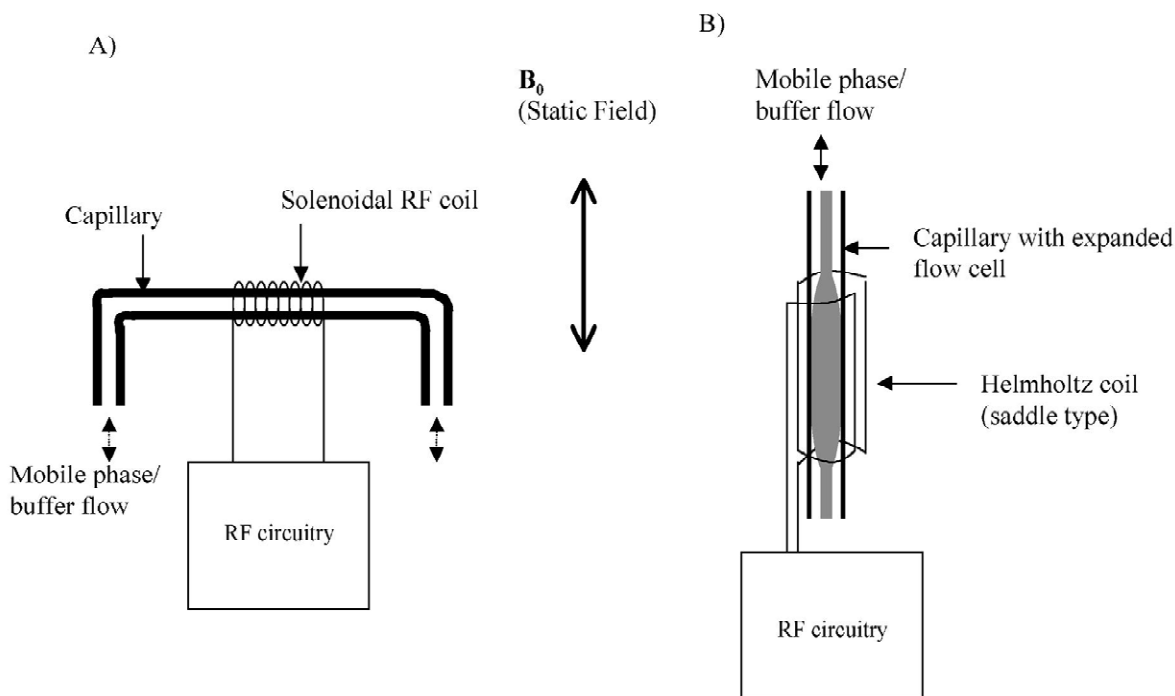 A)
Capillary
Solenoidal RF coil
Mobile phase/
buffer flow
RF circuitry
B₀
(Static Field)
B)
Mobile phase/
buffer flow
Capillary with expanded
flow cell
Helmholtz coil
(saddle type)
RF circuitry